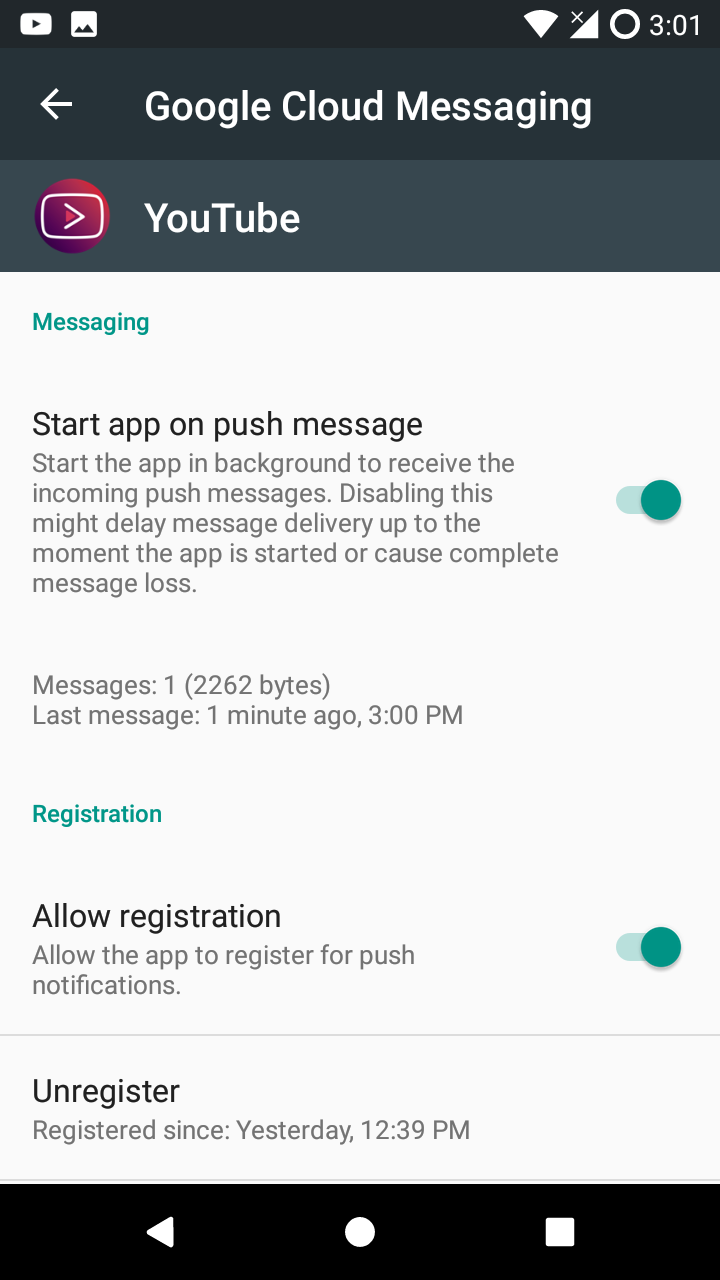 3:01
Google Cloud Messaging
YouTube
Messaging
Start app on push message
Start the app in background to receive the
incoming push messages. Disabling this
might delay message delivery up to the
moment the app is started or cause complete
message loss.
Messages: 1 (2262 bytes)
Last message: 1 minute ago, 3:00 PM
Registration
Allow registration
Allow the app to register for push
notifications.
Unregister
Registered since: Yesterday, 12:39 PM